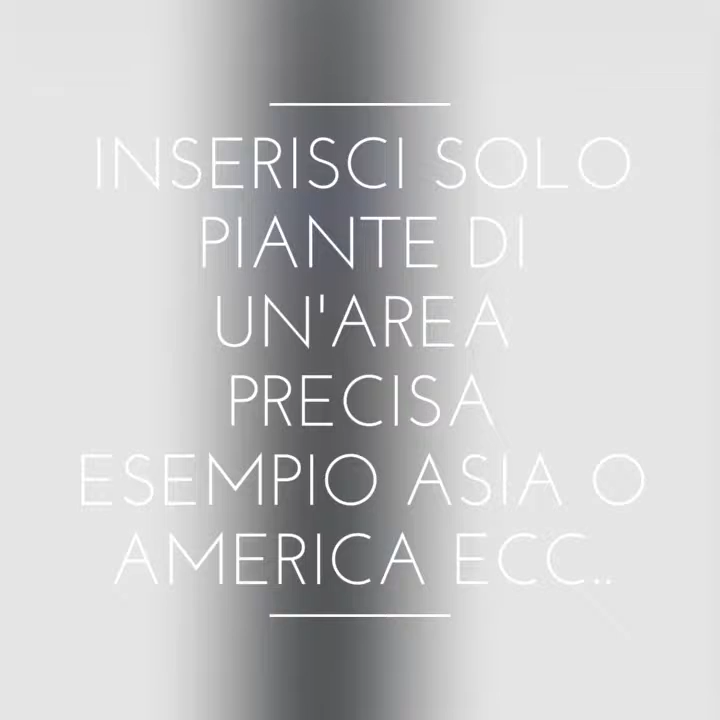 INSERISCI SOLO
PIANTE DI
UN'AREA
PRECISA
ESEMPIO ASIA O
AMERICA ECC..